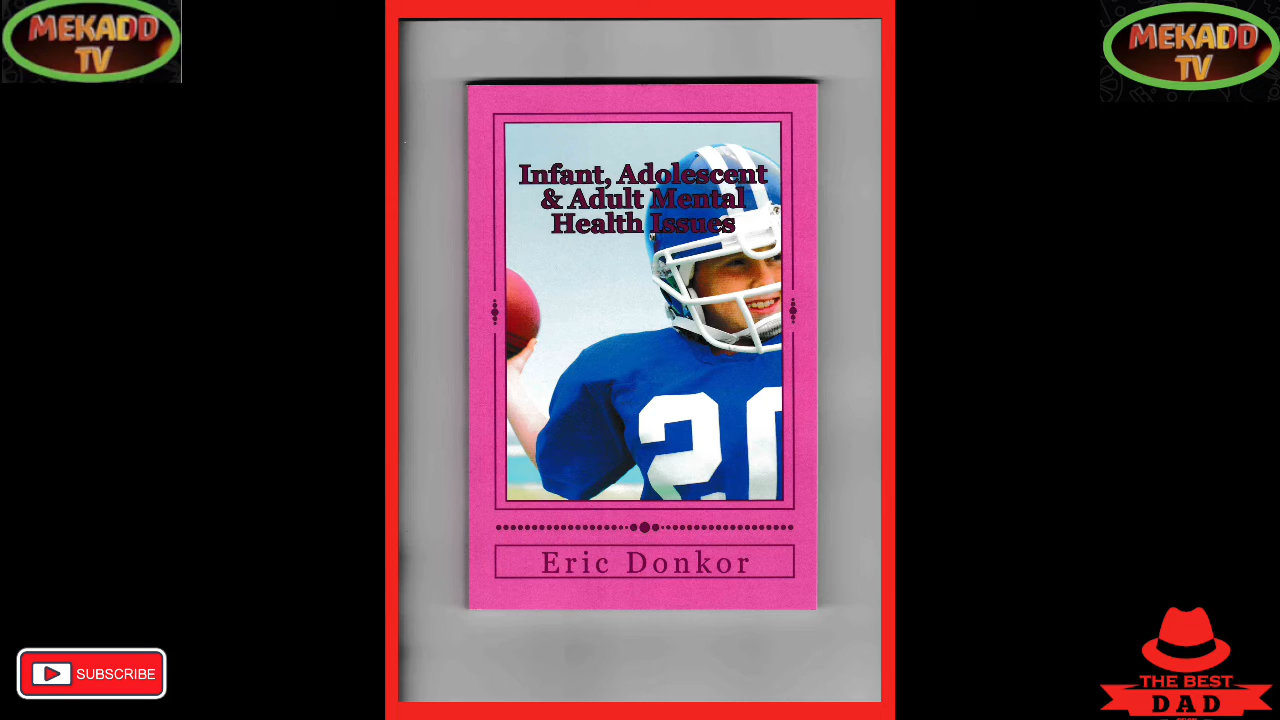 MEKADD
TV
MEKADD
TV
Infant, Adolescent
& Adult Mental
Health Issues
20
Eric Donkor
SUBSCRIBE
THE BEST
DAD